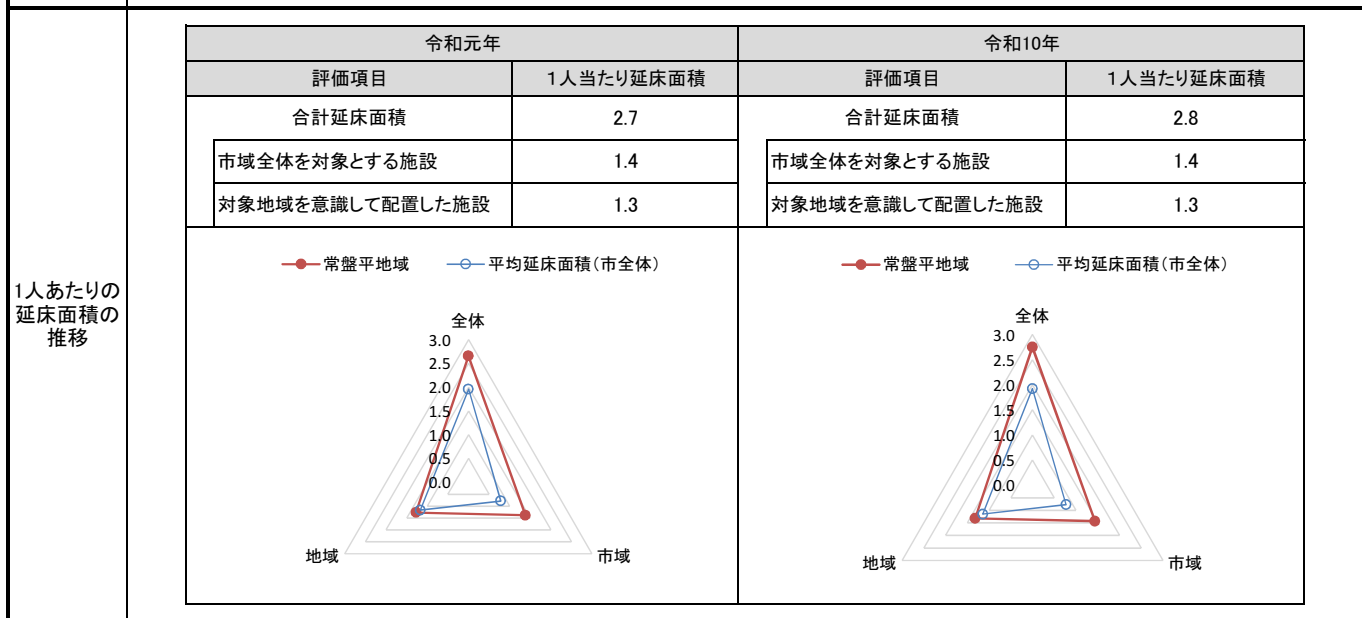 令和元年 令和10年
評価項目 1人当たり延床面積 評価項目 1人当たり延床面積
合計延床面積 2.7 合計延床面積 2.8
市域全体を対象とする施設 1.4 市域全体を対象とする施設 1.4
対象地域を意識して配置した施設 1.3 対象地域を意識して配置した施設 1.3
1人あたりの
延床面積の
推移
常盤平地域 平均延床面積(市全体)
全体
3.0
2.5
2.0
1.5
1.0
0.5
0.0
地域 市域
常盤平地域 平均延床面積(市全体)
全体
3.0
2.5
2.0
1.5
1.0
0.5
0.0
地域 市域